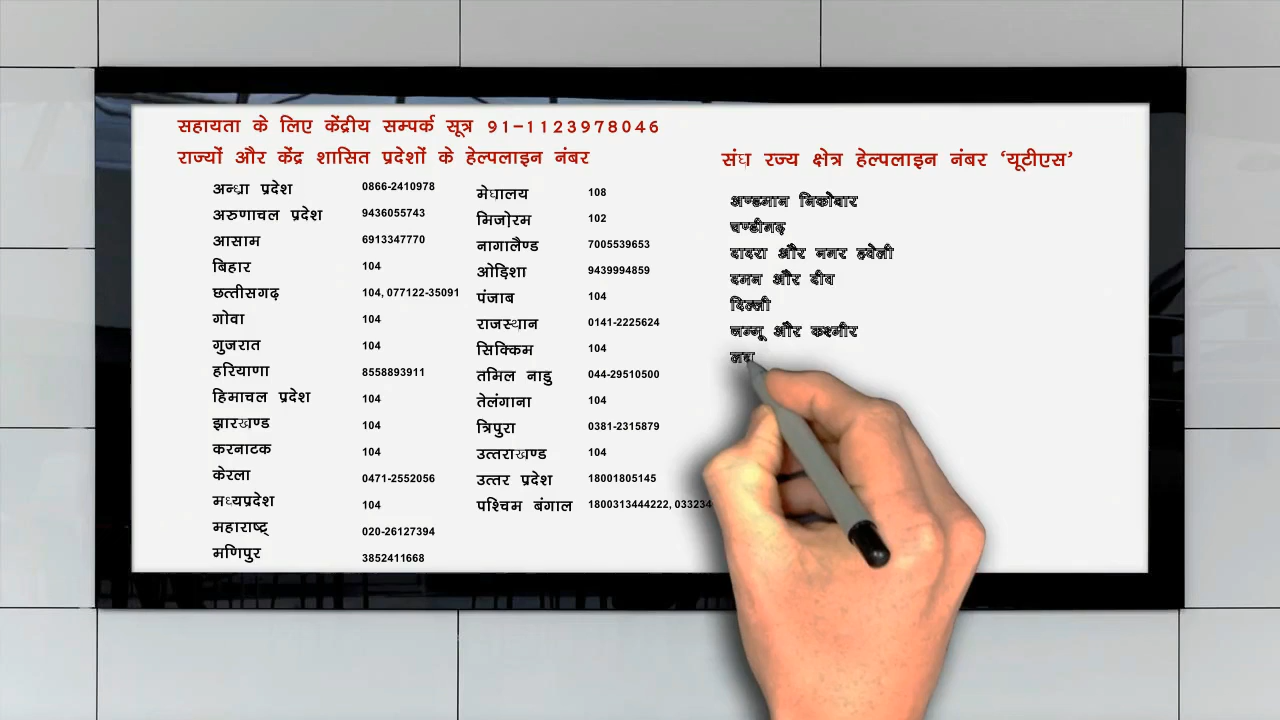 सहायता के लिए केंद्रीय सम्पर्क सूत्र 91-1123978046
राज्यों और केंद्र शासित प्रदेशों के हेल्पलाइन नंबर
अन्ध्रा प्रदेश 0866-2410978
अरुणाचल प्रदेश 9436055743
आसाम 6913347770
बिहार 104
छत्तीसगढ़ 104, 077122-35091
गोवा 104
गुजरात 104
हरियाणा 8558893911
हिमाचल प्रदेश 104
झारखण्ड 104
करनाटक 104
केरला 0471-2552056
मध्यप्रदेश 104
महाराष्ट्र 020-26127394
मणिपुर 3852411668
मेघालय 108
मिजो़रम 102
नागालैण्ड 7005539653
ओड़िशा 9439994859
पंजाब 104
राजस्थान 0141-2225624
सिक्किम 104
तमिल नाडु 044-29510500
तेलंगाना 104
त्रिपुरा 0381-2315879
उत्तराखण्ड 104
उत्तर प्रदेश 18001805145
पश्चिम बंगाल 1800313444222, 033234
संघ राज्य क्षेत्र हेल्पलाइन नंबर ‘यूटीएस’
अण्डमान निकोबार
चण्डीगढ़
दादरा और नगर हवेली
दमन और दीव
दिल्ली
जम्मू और कश्मीर